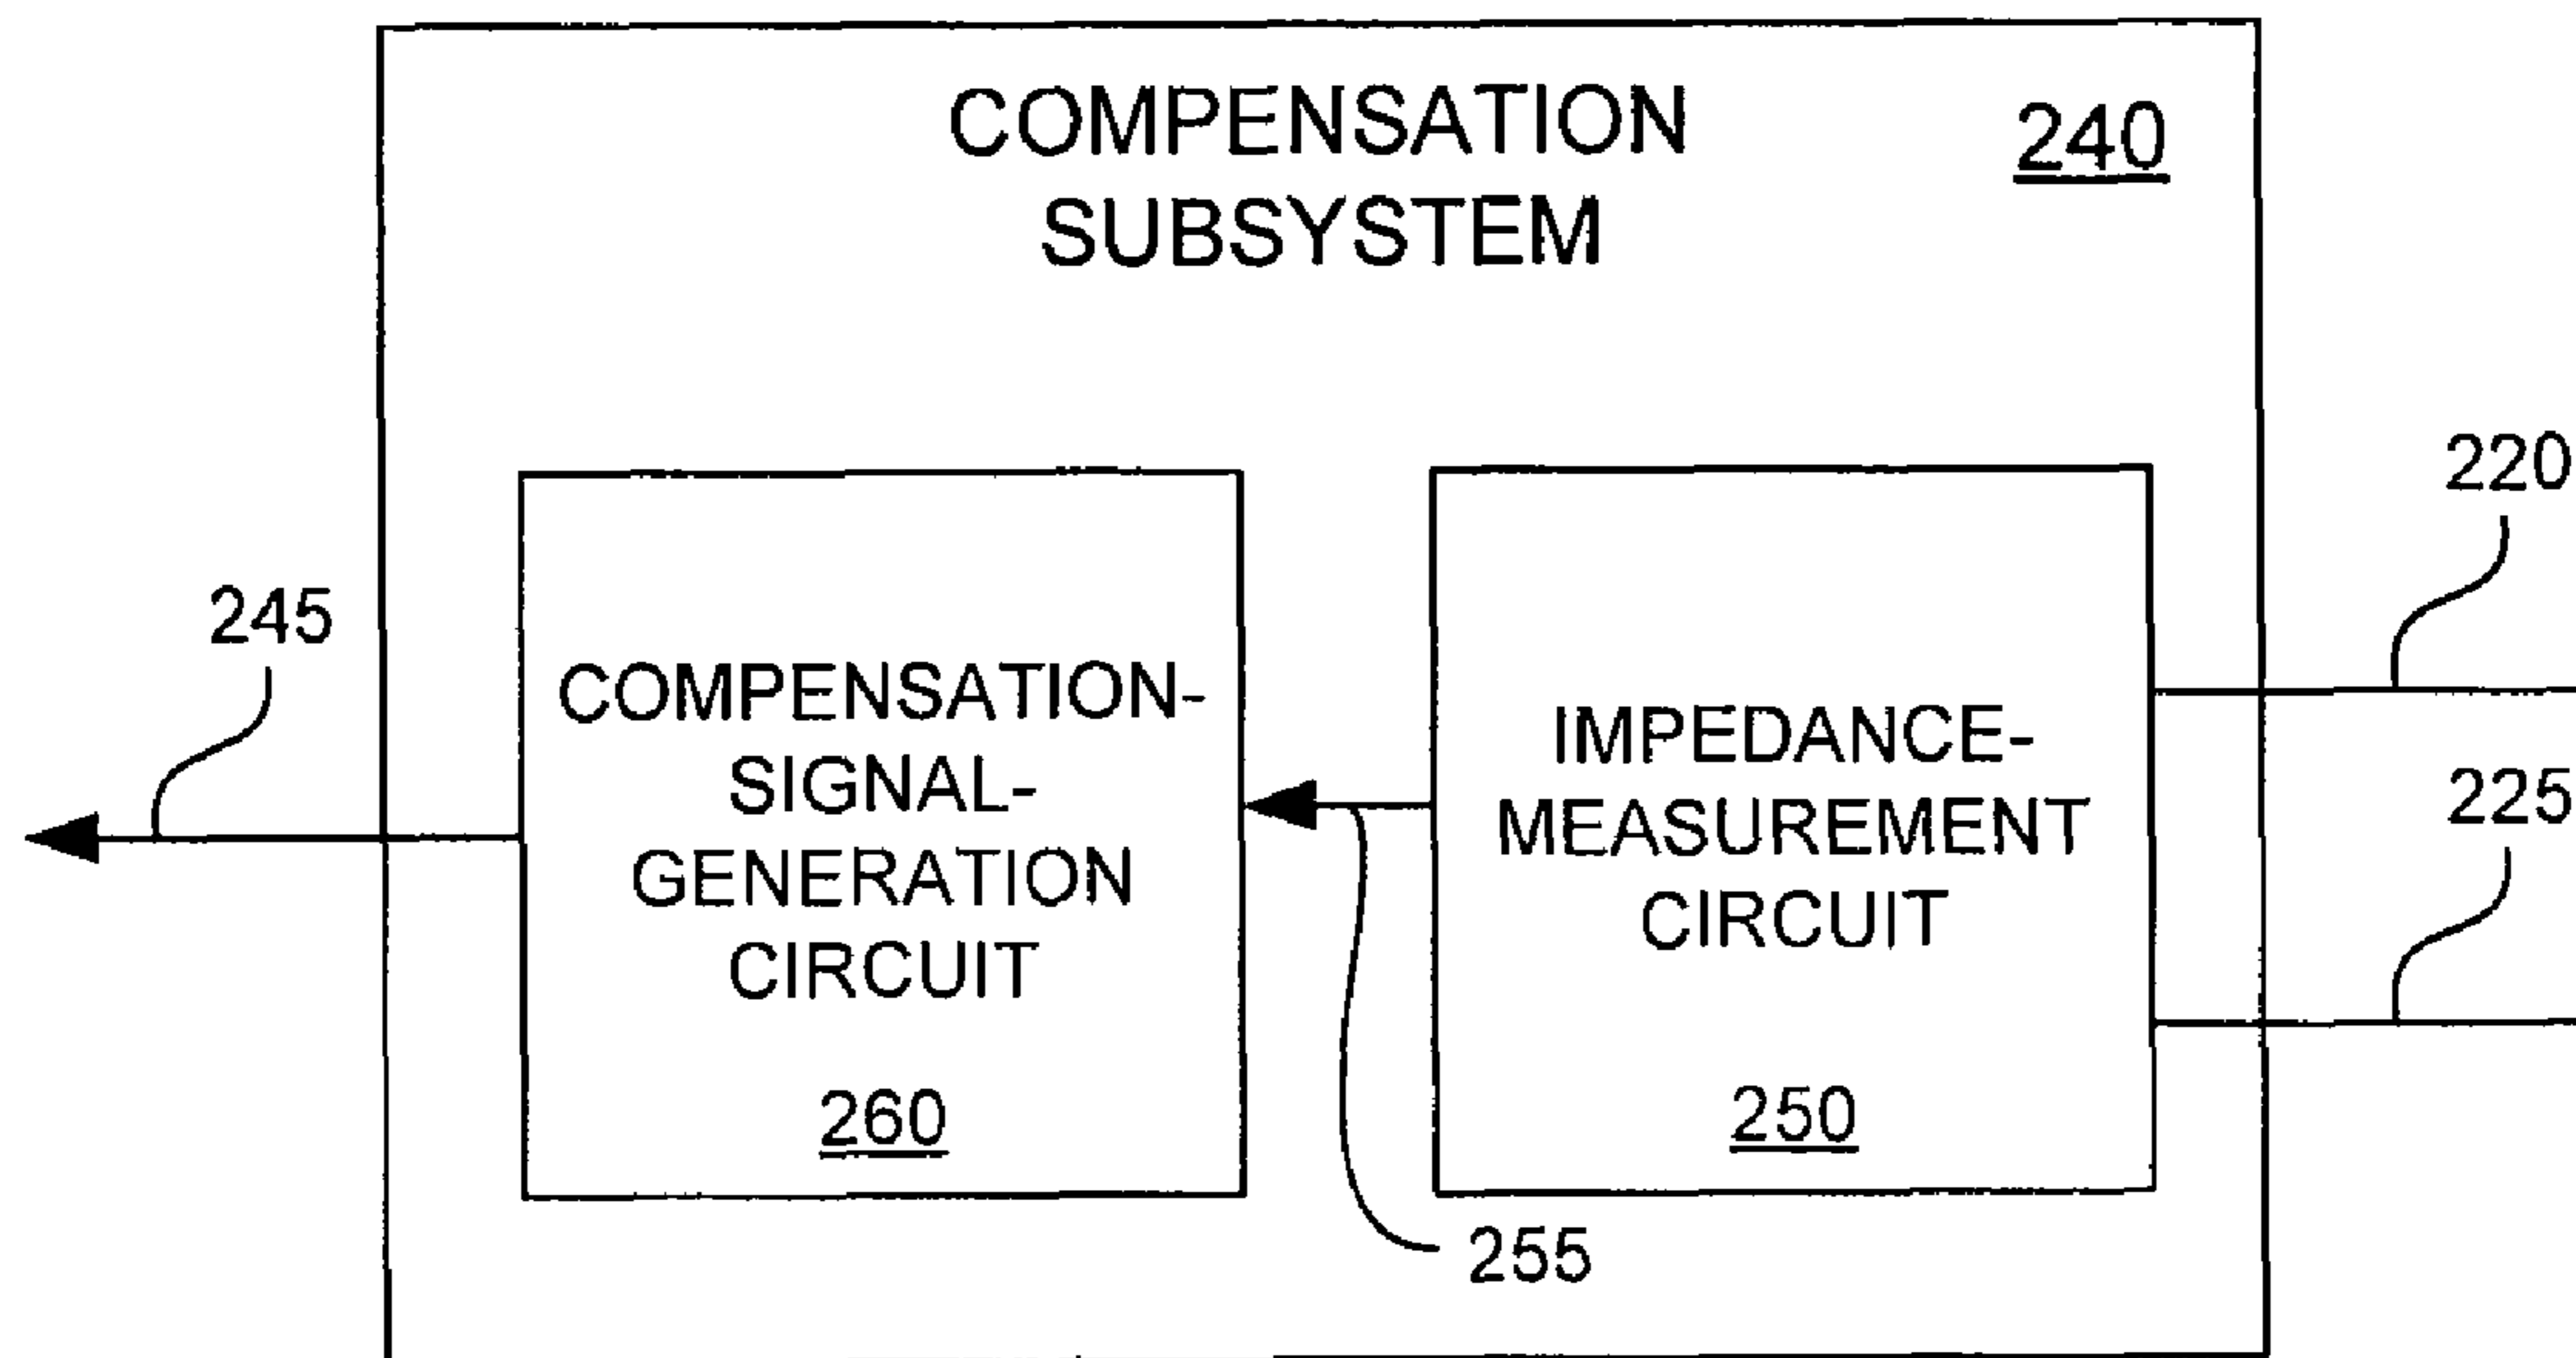 COMPENSATION
SUBSYSTEM
240
220
245
225
COMPENSATION-
SIGNAL-
GENERATION
CIRCUIT
260
IMPEDANCE-
MEASUREMENT
CIRCUIT
250
255